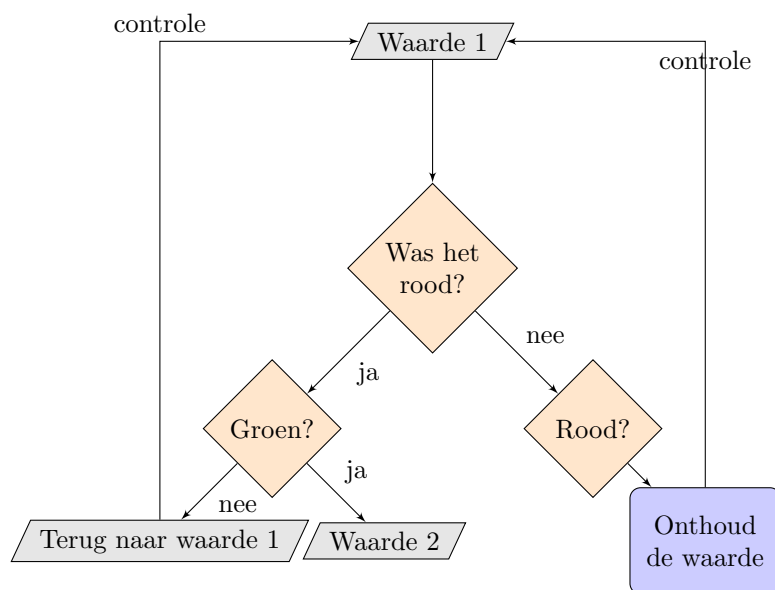 controle
Waarde 1
controle
Was het
rood?
nee
ja
Groen?
Rood?
ja
nee
Terug naar waarde 1
Waarde 2
Onthoud
de waarde